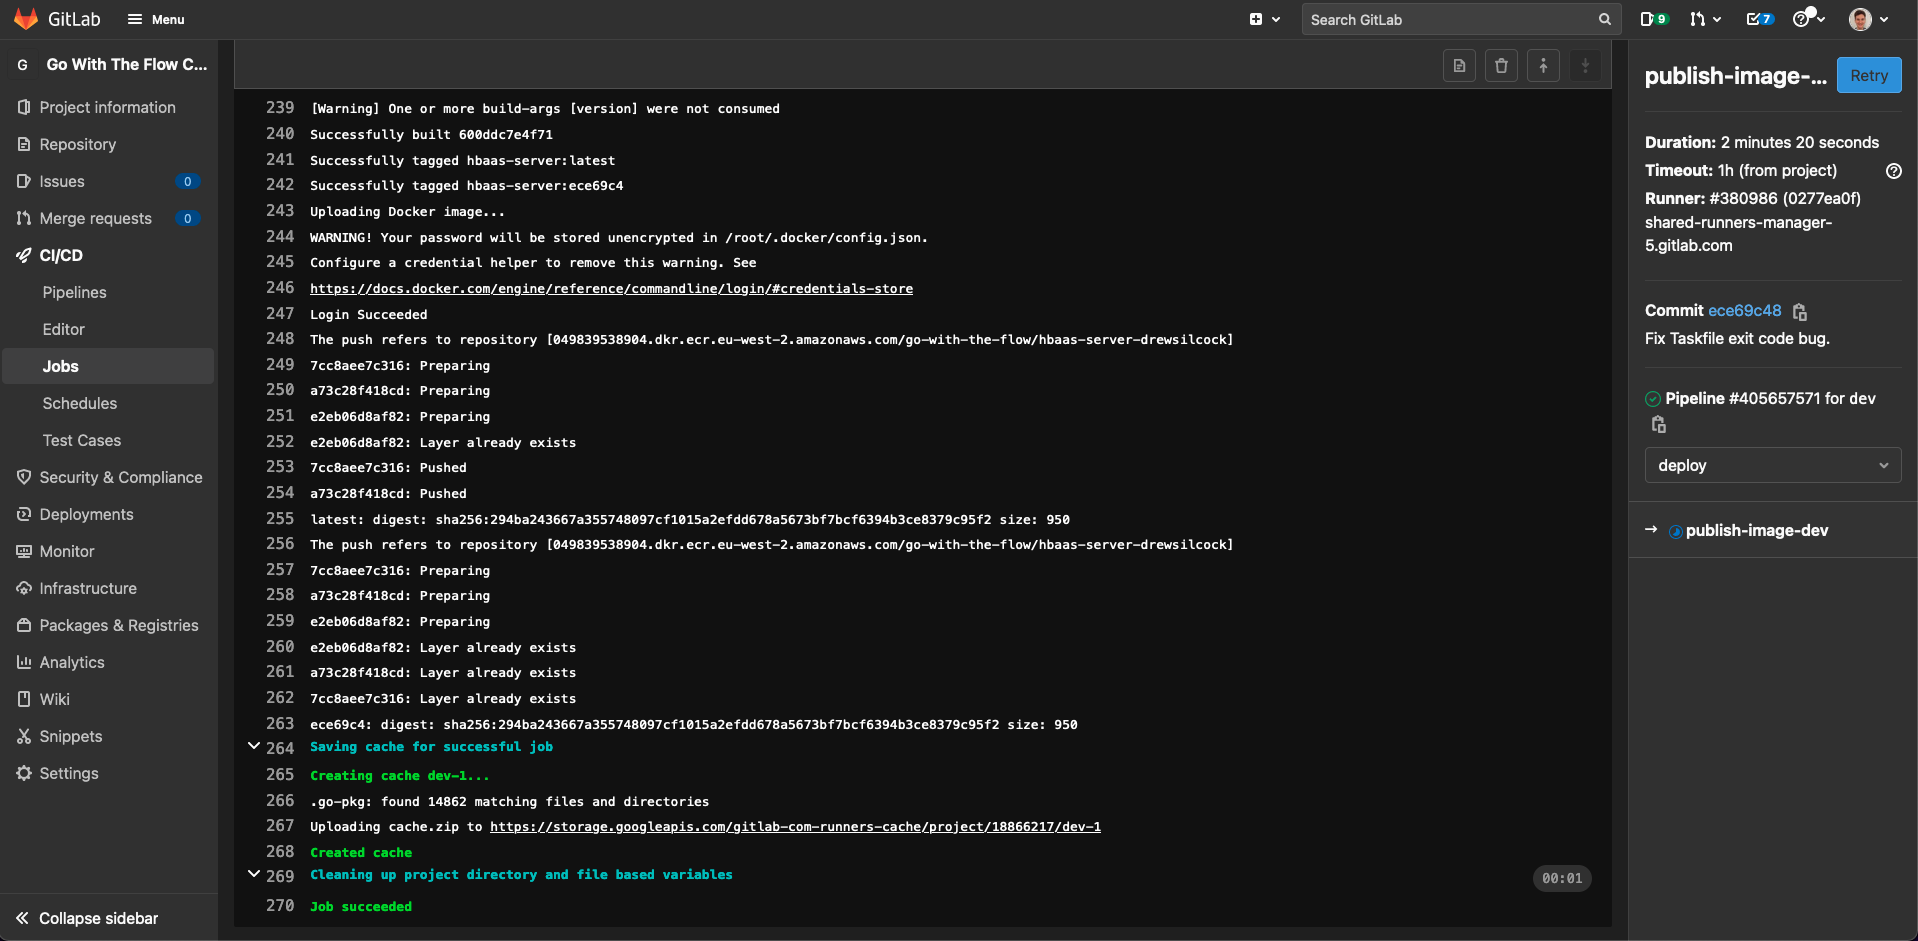 GitLab
Menu
Search GitLab
9
7
G
Go With The Flow C...
Project information
Repository
Issues
0
Merge requests
0
CI/CD
Pipelines
Editor
Jobs
Schedules
Test Cases
Security & Compliance
Deployments
Monitor
Infrastructure
Packages & Registries
Analytics
Wiki
Snippets
Settings
Collapse sidebar
239 [Warning] One or more build-args [version] were not consumed
240 Successfully built 600ddc7e4f71
241 Successfully tagged hbaas-server:latest
242 Successfully tagged hbaas-server:ece69c4
243 Uploading Docker image...
244 WARNING! Your password will be stored unencrypted in /root/.docker/config.json.
245 Configure a credential helper to remove this warning. See
246 https://docs.docker.com/engine/reference/commandline/login/#credentials-store
247 Login Succeeded
248 The push refers to repository [049839538904.dkr.ecr.eu-west-2.amazonaws.com/go-with-the-flow/hbaas-server-drewsilcock]
249 7cc8aee7c316: Preparing
250 a73c28f418cd: Preparing
251 e2eb06d8af82: Preparing
252 e2eb06d8af82: Layer already exists
253 7cc8aee7c316: Pushed
254 a73c28f418cd: Pushed
255 latest: digest: sha256:294ba243667a355748097cf1015a2efdd678a5673bf7bcf6394b3ce8379c95f2 size: 950
256 The push refers to repository [049839538904.dkr.ecr.eu-west-2.amazonaws.com/go-with-the-flow/hbaas-server-drewsilcock]
257 7cc8aee7c316: Preparing
258 a73c28f418cd: Preparing
259 e2eb06d8af82: Preparing
260 e2eb06d8af82: Layer already exists
261 a73c28f418cd: Layer already exists
262 7cc8aee7c316: Layer already exists
263 ece69c4: digest: sha256:294ba243667a355748097cf1015a2efdd678a5673bf7bcf6394b3ce8379c95f2 size: 950
264 Saving cache for successful job
265 Creating cache dev-1...
266 .go-pkg: found 14862 matching files and directories
267 Uploading cache.zip to https://storage.googleapis.com/gitlab-com-runners-cache/project/18866217/dev-1
268 Created cache
269 Cleaning up project directory and file based variables
00:01
270 Job succeeded
publish-image-...
Retry
Duration: 2 minutes 20 seconds
Timeout: 1h (from project)
Runner: #380986 (0277ea0f)
shared-runners-manager-
5.gitlab.com
Commit ece69c48
Fix Taskfile exit code bug.
Pipeline #405657571 for dev
deploy
→ publish-image-dev